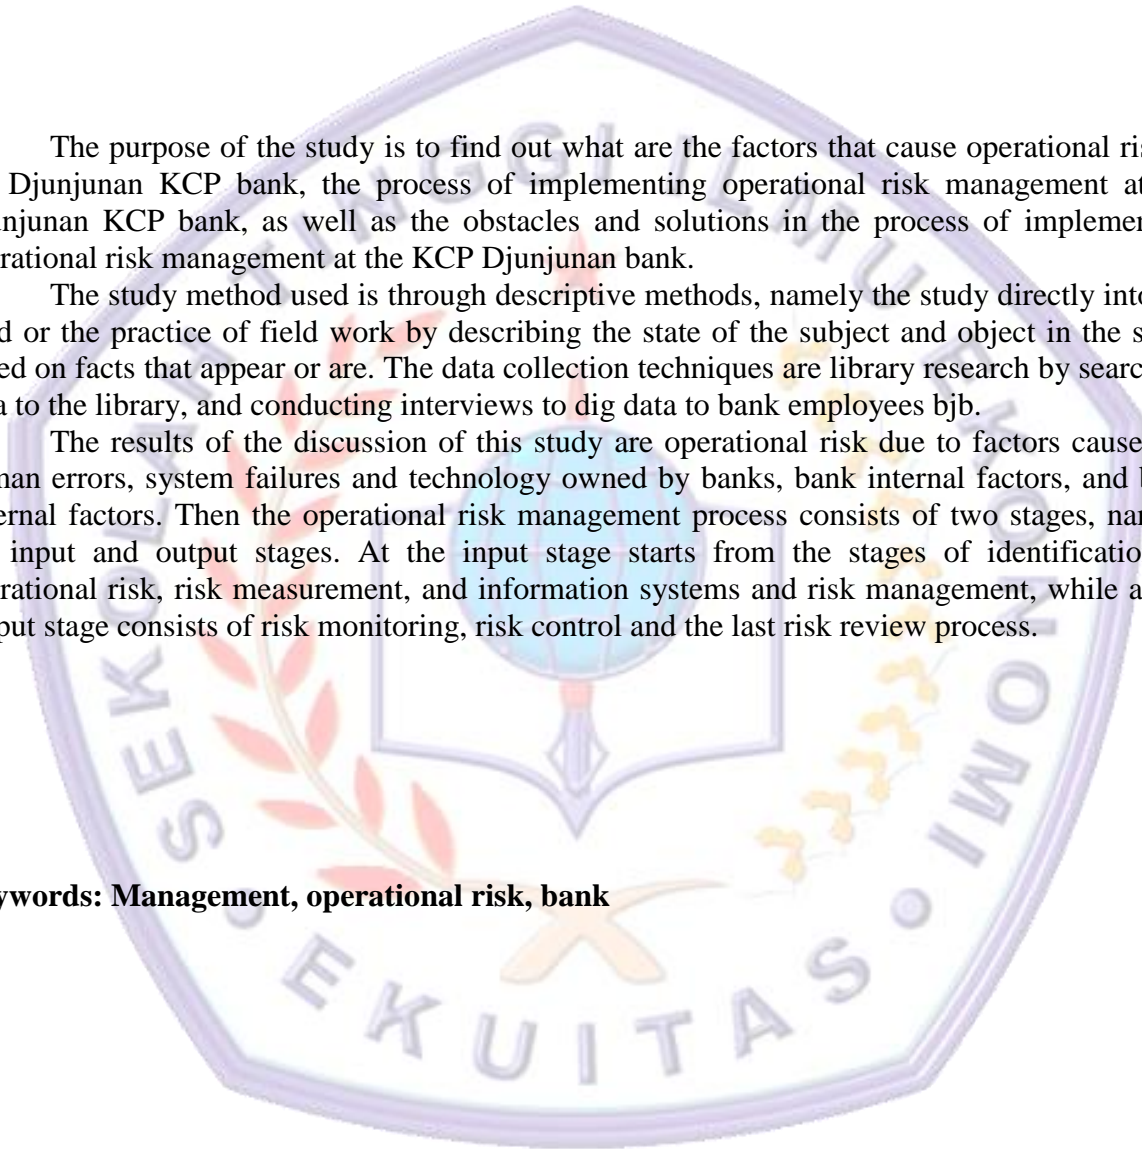 The purpose of the study is to find out what are the factors that cause operational ris
Djunjunan KCP bank, the process of implementing operational risk management at
njunan KCP bank, as well as the obstacles and solutions in the process of implemen
rational risk management at the KCP Djunjunan bank.
The study method used is through descriptive methods, namely the study directly into
d or the practice of field work by describing the state of the subject and object in the s
ed on facts that appear or are. The data collection techniques are library research by searc
a to the library, and conducting interviews to dig data to bank employees bjb.
The results of the discussion of this study are operational risk due to factors cause
man errors, system failures and technology owned by banks, bank internal factors, and b
ernal factors. Then the operational risk management process consists of two stages, nam
input and output stages. At the input stage starts from the stages of identificatio
rational risk, risk measurement, and information systems and risk management, while a
put stage consists of risk monitoring, risk control and the last risk review process.
ywords: Management, operational risk, bank
SEKOLAH TINGGI ILMU EKONOMI
EKUITAS